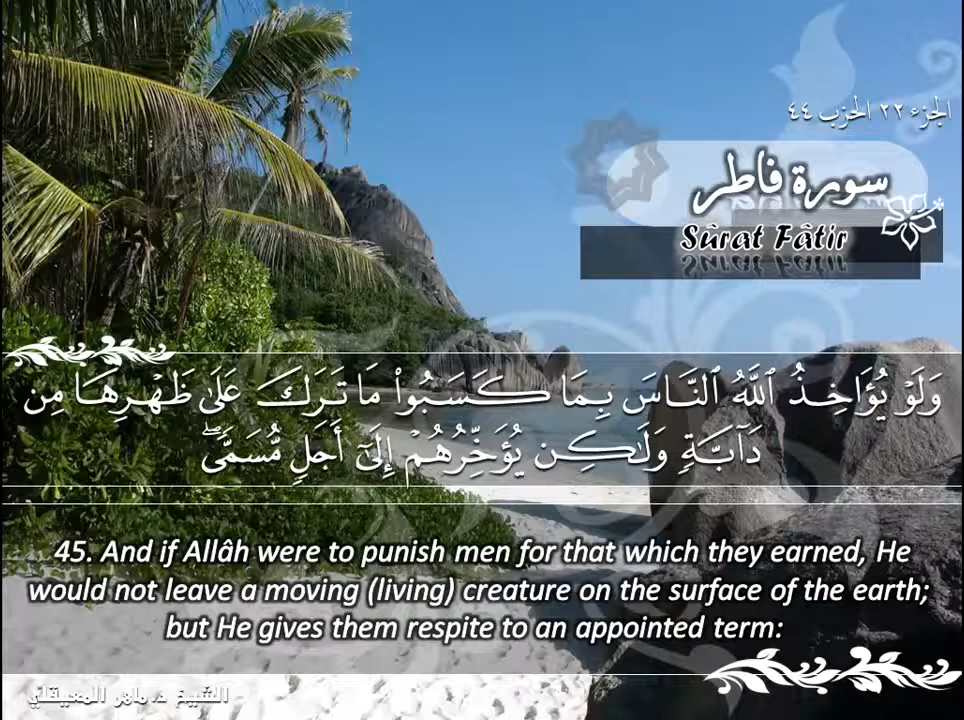 الجزء ٢٢ الحزب ٤٤
سورة فاطر
Sûrat Fâtir
وَلَوْ يُؤَاخِذُ ٱللَّهُ ٱلنَّاسَ بِمَا كَسَبُوا۟ مَا تَرَكَ عَلَىٰ ظَهْرِهَا مِن
دَآبَّةٍ وَلَـٰكِن يُؤَخِّرُهُمْ إِلَىٰٓ أَجَلٍ مُّسَمًّى ۖ
45. And if Allâh were to punish men for that which they earned, He
would not leave a moving (living) creature on the surface of the earth;
but He gives them respite to an appointed term:
الشيخ د. ماهر المعيقلي